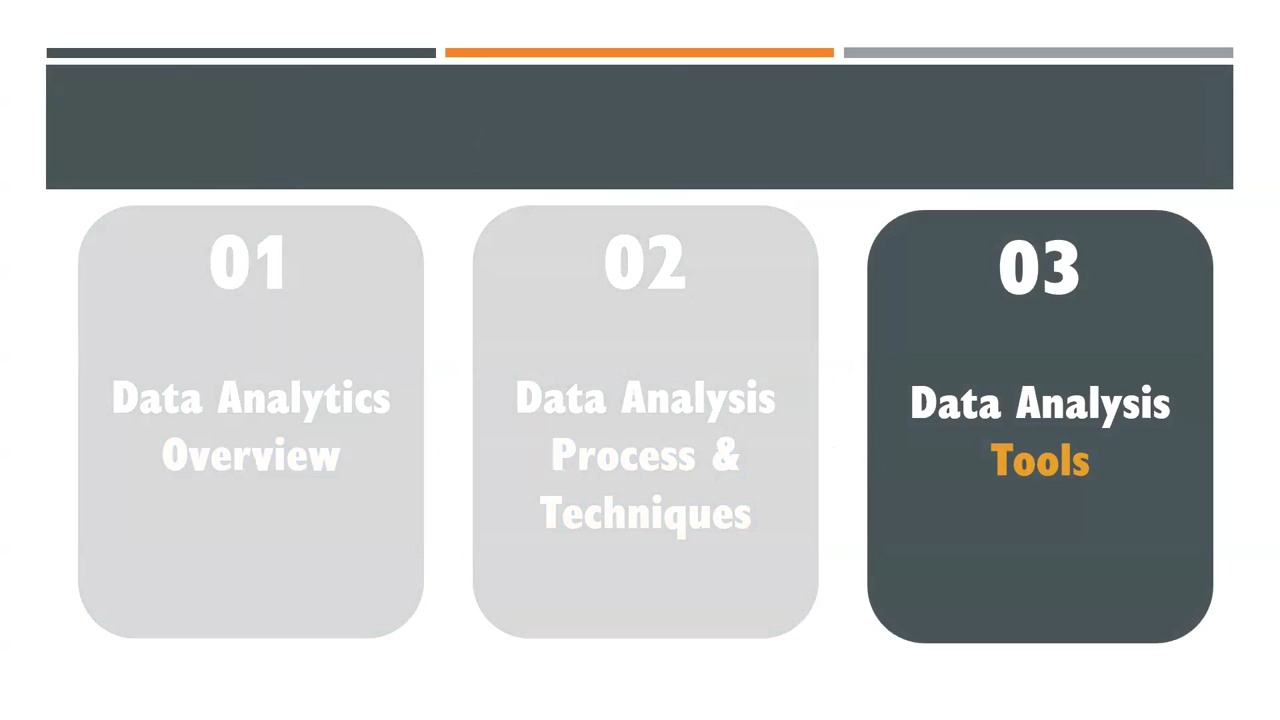 01
Data Analytics
Overview
02
Data Analysis
Process &
Techniques
03
Data Analysis
Tools